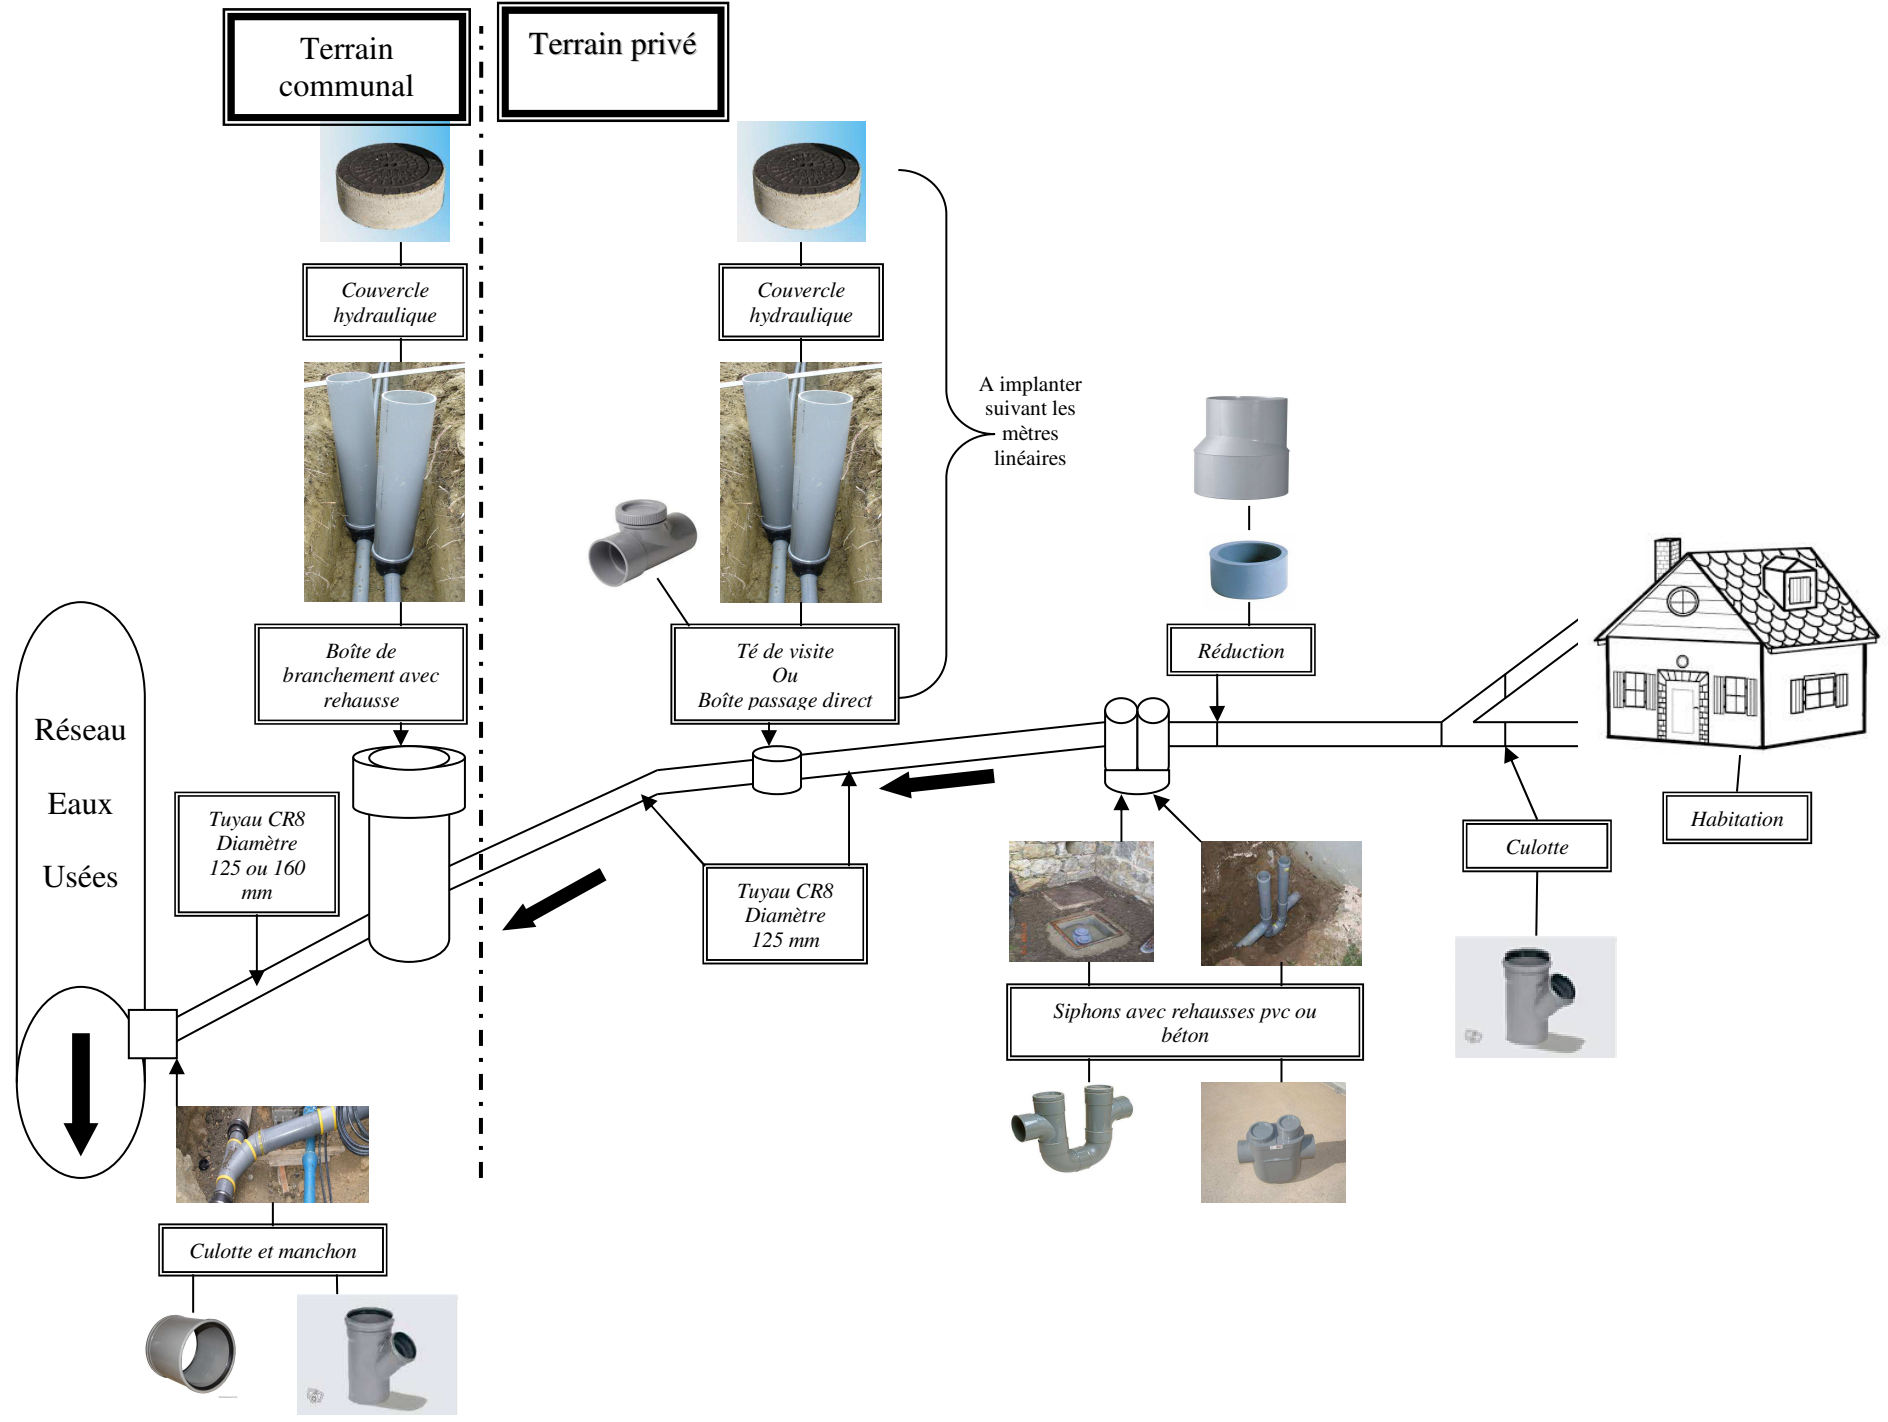 Terrain
communal
Terrain privé
Couvercle
hydraulique
Couvercle
hydraulique
A implanter
suivant les
mètres
linéaires
Boîte de
branchement avec
rehausse
Té de visite
Ou
Boîte passage direct
Réduction
Réseau
Eaux
Usées
Tuyau CR8
Diamètre
125 ou 160
mm
Tuyau CR8
Diamètre
125 mm
Habitation
Culotte
Siphons avec rehausses pvc ou
béton
Culotte et manchon